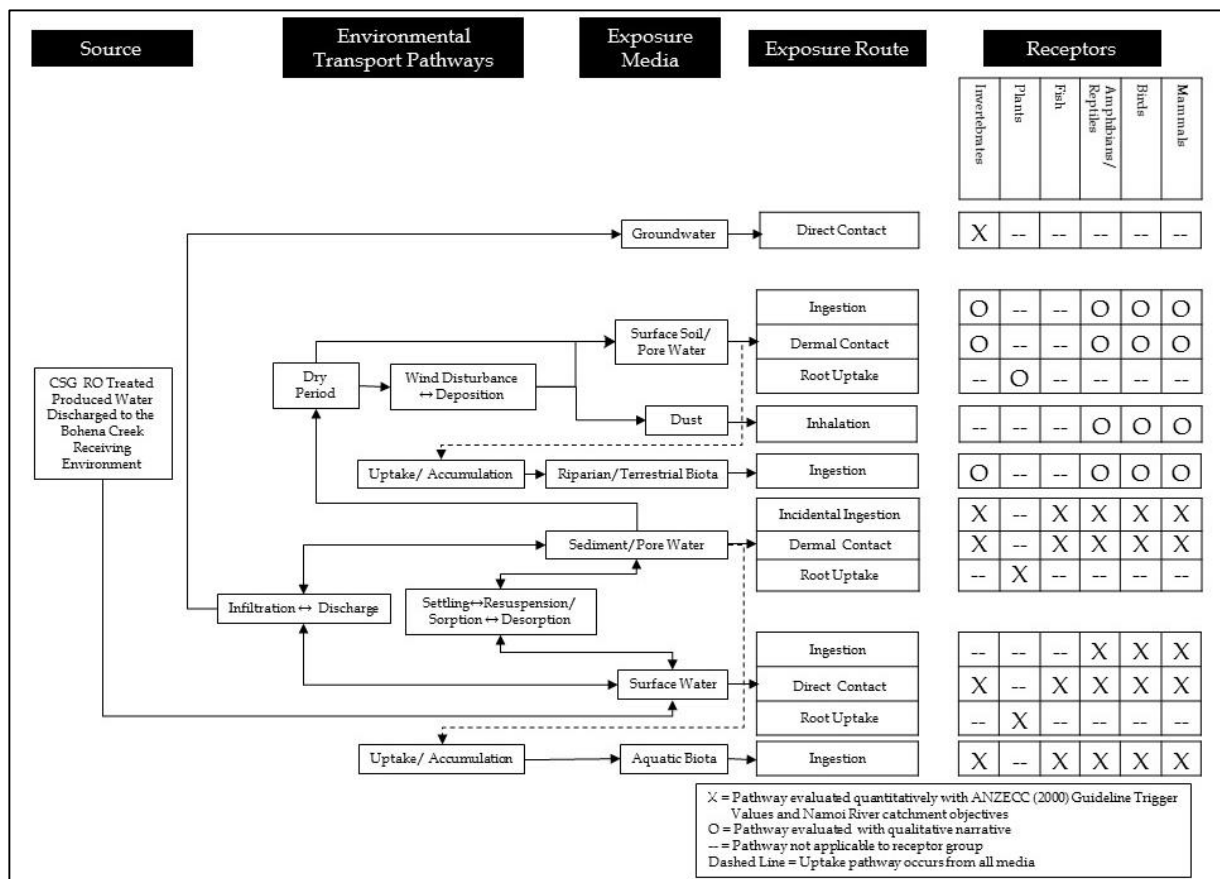 Source
Environmental
Transport Pathways
Exposure
Media
Exposure Route
Receptors
Invertebrates
Plants
Fish
Amphibians/
Reptiles
Birds
Mammals
Groundwater
Direct Contact
X -- -- -- -- --
Surface Soil/
Pore Water
Ingestion
O -- -- O O O
Dermal Contact
O -- -- O O O
Root Uptake
-- O -- -- -- --
Dry
Period
Wind Disturbance
↔ Deposition
CSG RO Treated
Produced Water
Discharged to the
Bohena Creek
Receiving
Environment
Dust
Inhalation
-- -- -- O O O
Uptake/ Accumulation
Riparian/Terrestrial Biota
Ingestion
O -- -- O O O
Incidental Ingestion
X -- X X X X
Sediment/Pore Water
Dermal Contact
X -- X X X X
Root Uptake
-- X -- -- -- --
Infiltration ↔ Discharge
Settling↔Resuspension/
Sorption ↔ Desorption
Ingestion
-- -- -- X X X
Surface Water
Direct Contact
X -- X X X X
Root Uptake
-- X -- -- -- --
Uptake/ Accumulation
Aquatic Biota
Ingestion
X -- X X X X
X = Pathway evaluated quantitatively with ANZECC (2000) Guideline Trigger
Values and Namoi River catchment objectives
O = Pathway evaluated with qualitative narrative
-- = Pathway not applicable to receptor group
Dashed Line = Uptake pathway occurs from all media